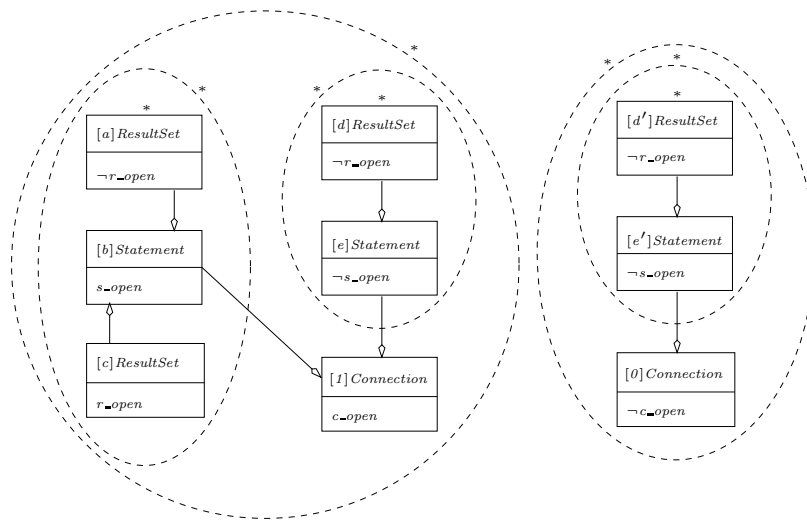 *
*
*
*
*
*
*
*
*
[a]ResultSet
¬r_open
[d]ResultSet
¬r_open
[d′]ResultSet
¬r_open
[b]Statement
s_open
[e]Statement
¬s_open
[e′]Statement
¬s_open
[c]ResultSet
r_open
[1]Connection
c_open
[0]Connection
¬c_open